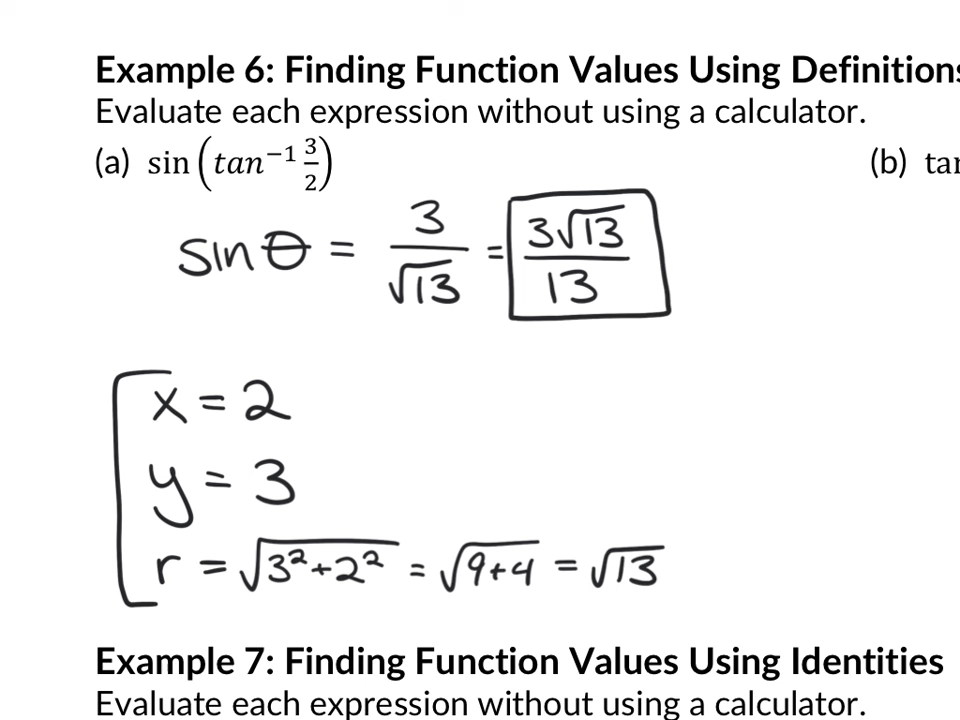 Example 6: Finding Function Values Using Definitions
Evaluate each expression without using a calculator.
(a) sin (tan⁻¹ 3/2) (b) tan
sin θ = 3/√13 = 3√13/13
x = 2
y = 3
r = √3²+2² = √9+4 = √13
Example 7: Finding Function Values Using Identities
Evaluate each expression without using a calculator.